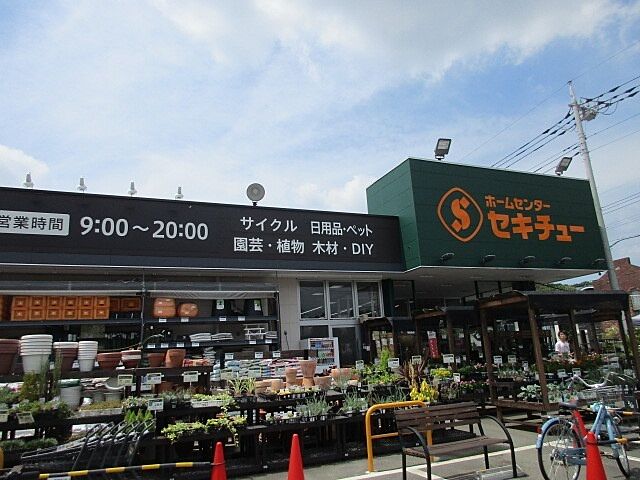 営業時間 9:00～20:00
サイクル 日用品・ペット
園芸・植物 木材・DIY
S
ホームセンター
セキチュー